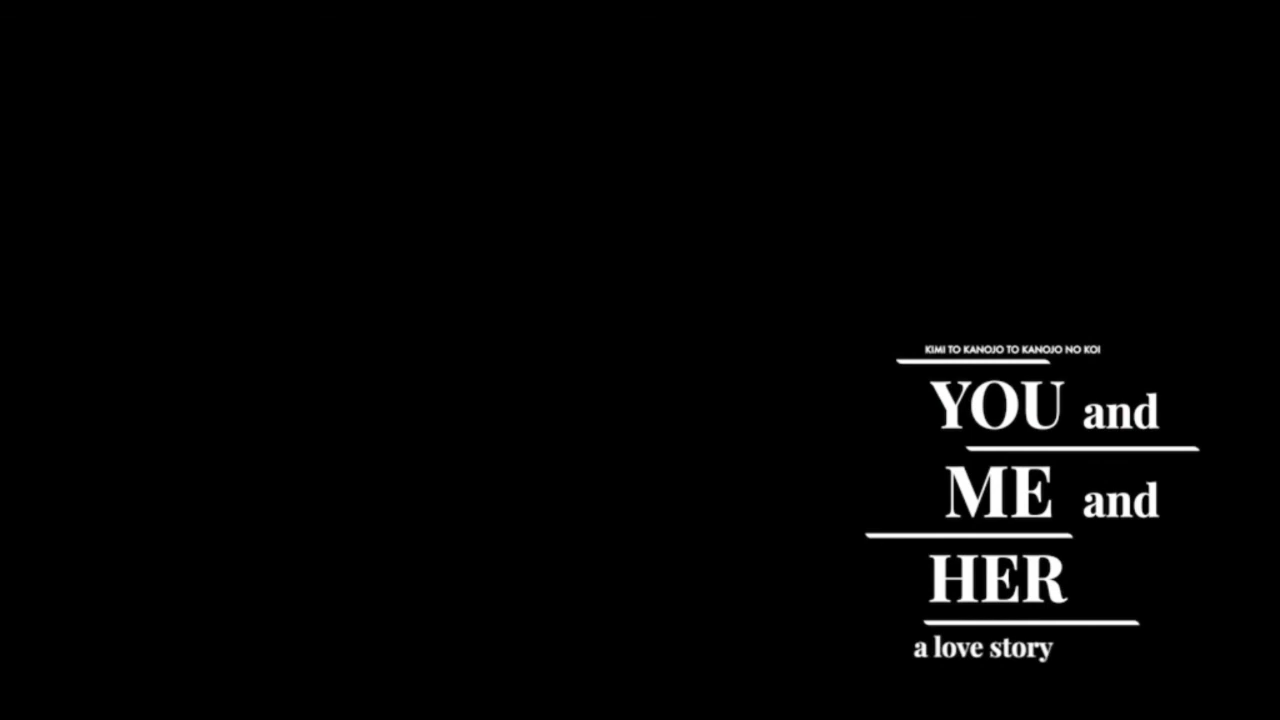 KIMI TO KANOJO TO KANOJO NO KOI
YOU and
ME and
HER
a love story